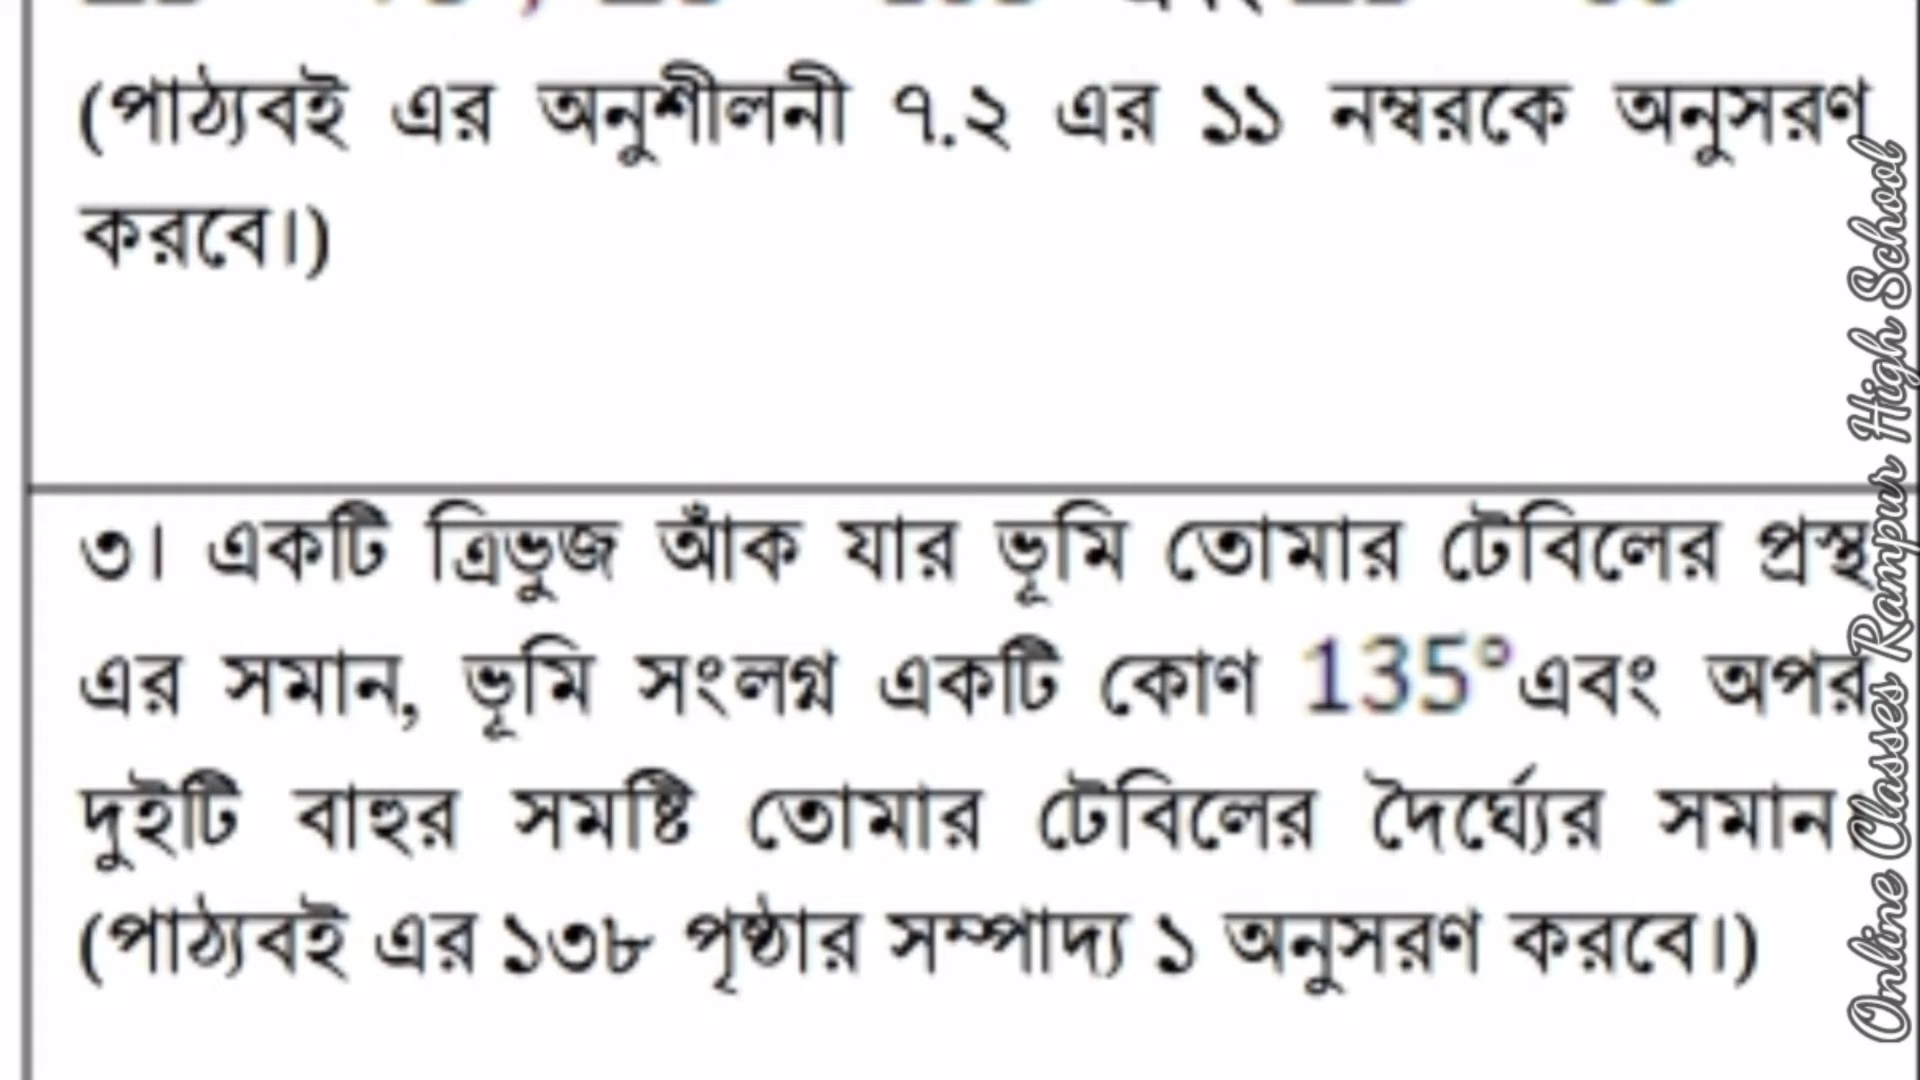 (পাঠ্যবই এর অনুশীলনী ৭.২ এর ১১ নম্বরকে অনুসরণ
করবে।)
৩। একটি ত্রিভুজ আঁক যার ভূমি তোমার টেবিলের প্রস্থ
এর সমান, ভূমি সংলগ্ন একটি কোণ 135° এবং অপর
দুইটি বাহুর সমষ্টি তোমার টেবিলের দৈর্ঘ্যের সমান।
(পাঠ্যবই এর ১৩৮ পৃষ্ঠার সম্পাদ্য ১ অনুসরণ করবে।)
Online Classes Rampur High School